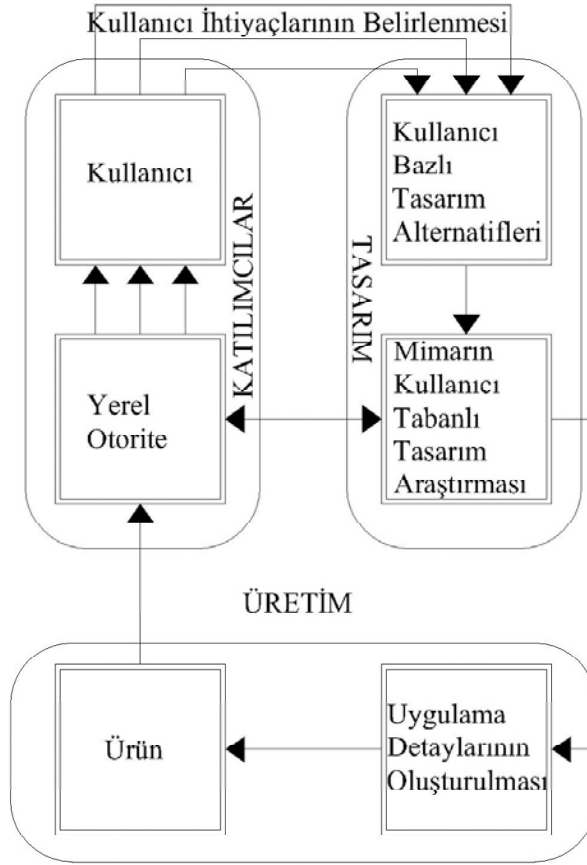 Kullanıcı İhtiyaçlarının Belirlenmesi
Kullanıcı
KATILIMCILAR
Yerel
Otorite
Kullanıcı
Bazlı
Tasarım
Alternatifleri
TASARIM
Mimarın
Kullanıcı
Tabanlı
Tasarım
Araştırması
ÜRETİM
Ürün
Uygulama
Detaylarının
Oluşturulması